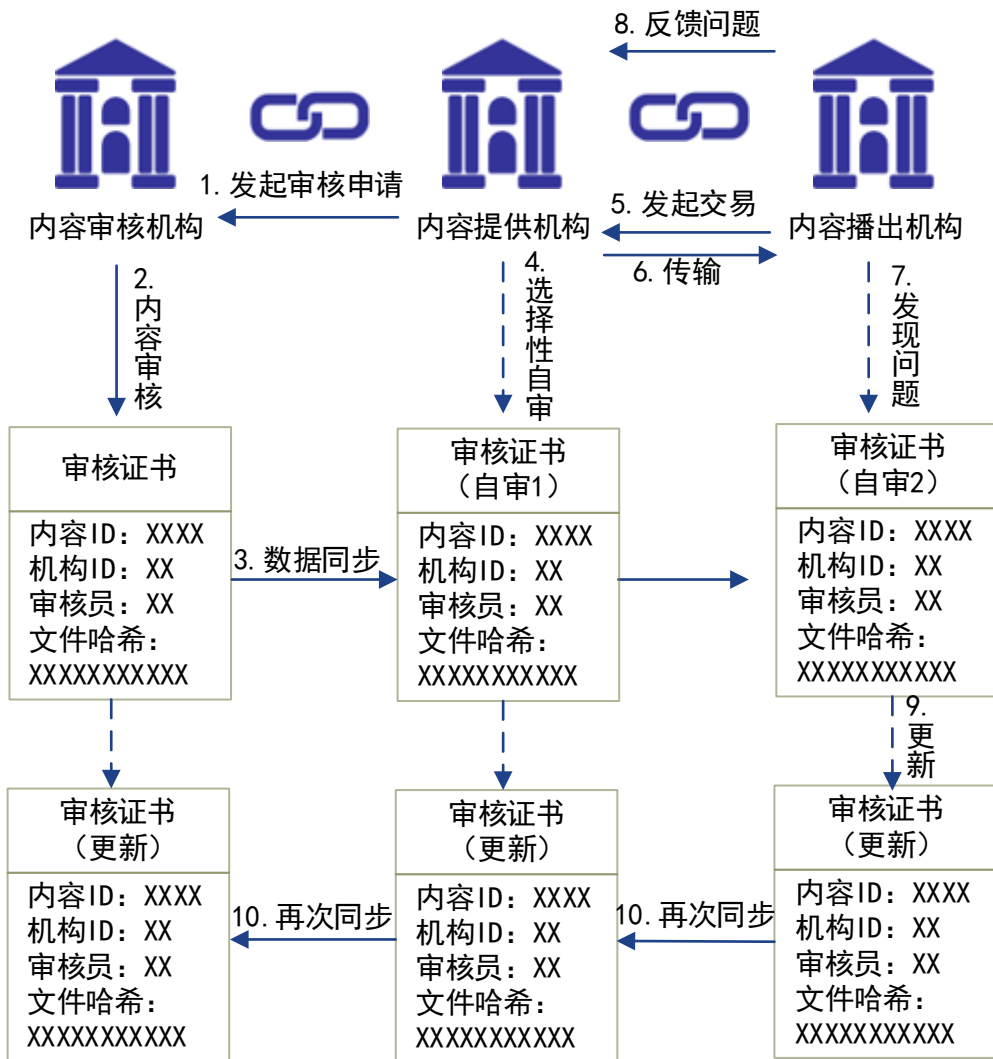 8.反馈问题
1.发起审核申请
5.发起交易
内容审核机构
内容提供机构
内容播出机构
6.传输
2.
内
容
审
核
4.
选
择
性
自
审
7.
发
现
问
题
审核证书
审核证书
(自审1)
审核证书
(自审2)
内容ID：XXXX
机构ID：XX
审核员：XX
文件哈希：
XXXXXXXXXXX
3.数据同步
内容ID：XXXX
机构ID：XX
审核员：XX
文件哈希：
XXXXXXXXXXX
内容ID：XXXX
机构ID：XX
审核员：XX
文件哈希：
XXXXXXXXXXX
9.
更
新
审核证书
(更新)
审核证书
(更新)
审核证书
(更新)
内容ID：XXXX
机构ID：XX
审核员：XX
文件哈希：
XXXXXXXXXXX
10.再次同步
内容ID：XXXX
机构ID：XX
审核员：XX
文件哈希：
XXXXXXXXXXX
10.再次同步
内容ID：XXXX
机构ID：XX
审核员：XX
文件哈希：
XXXXXXXXXXX